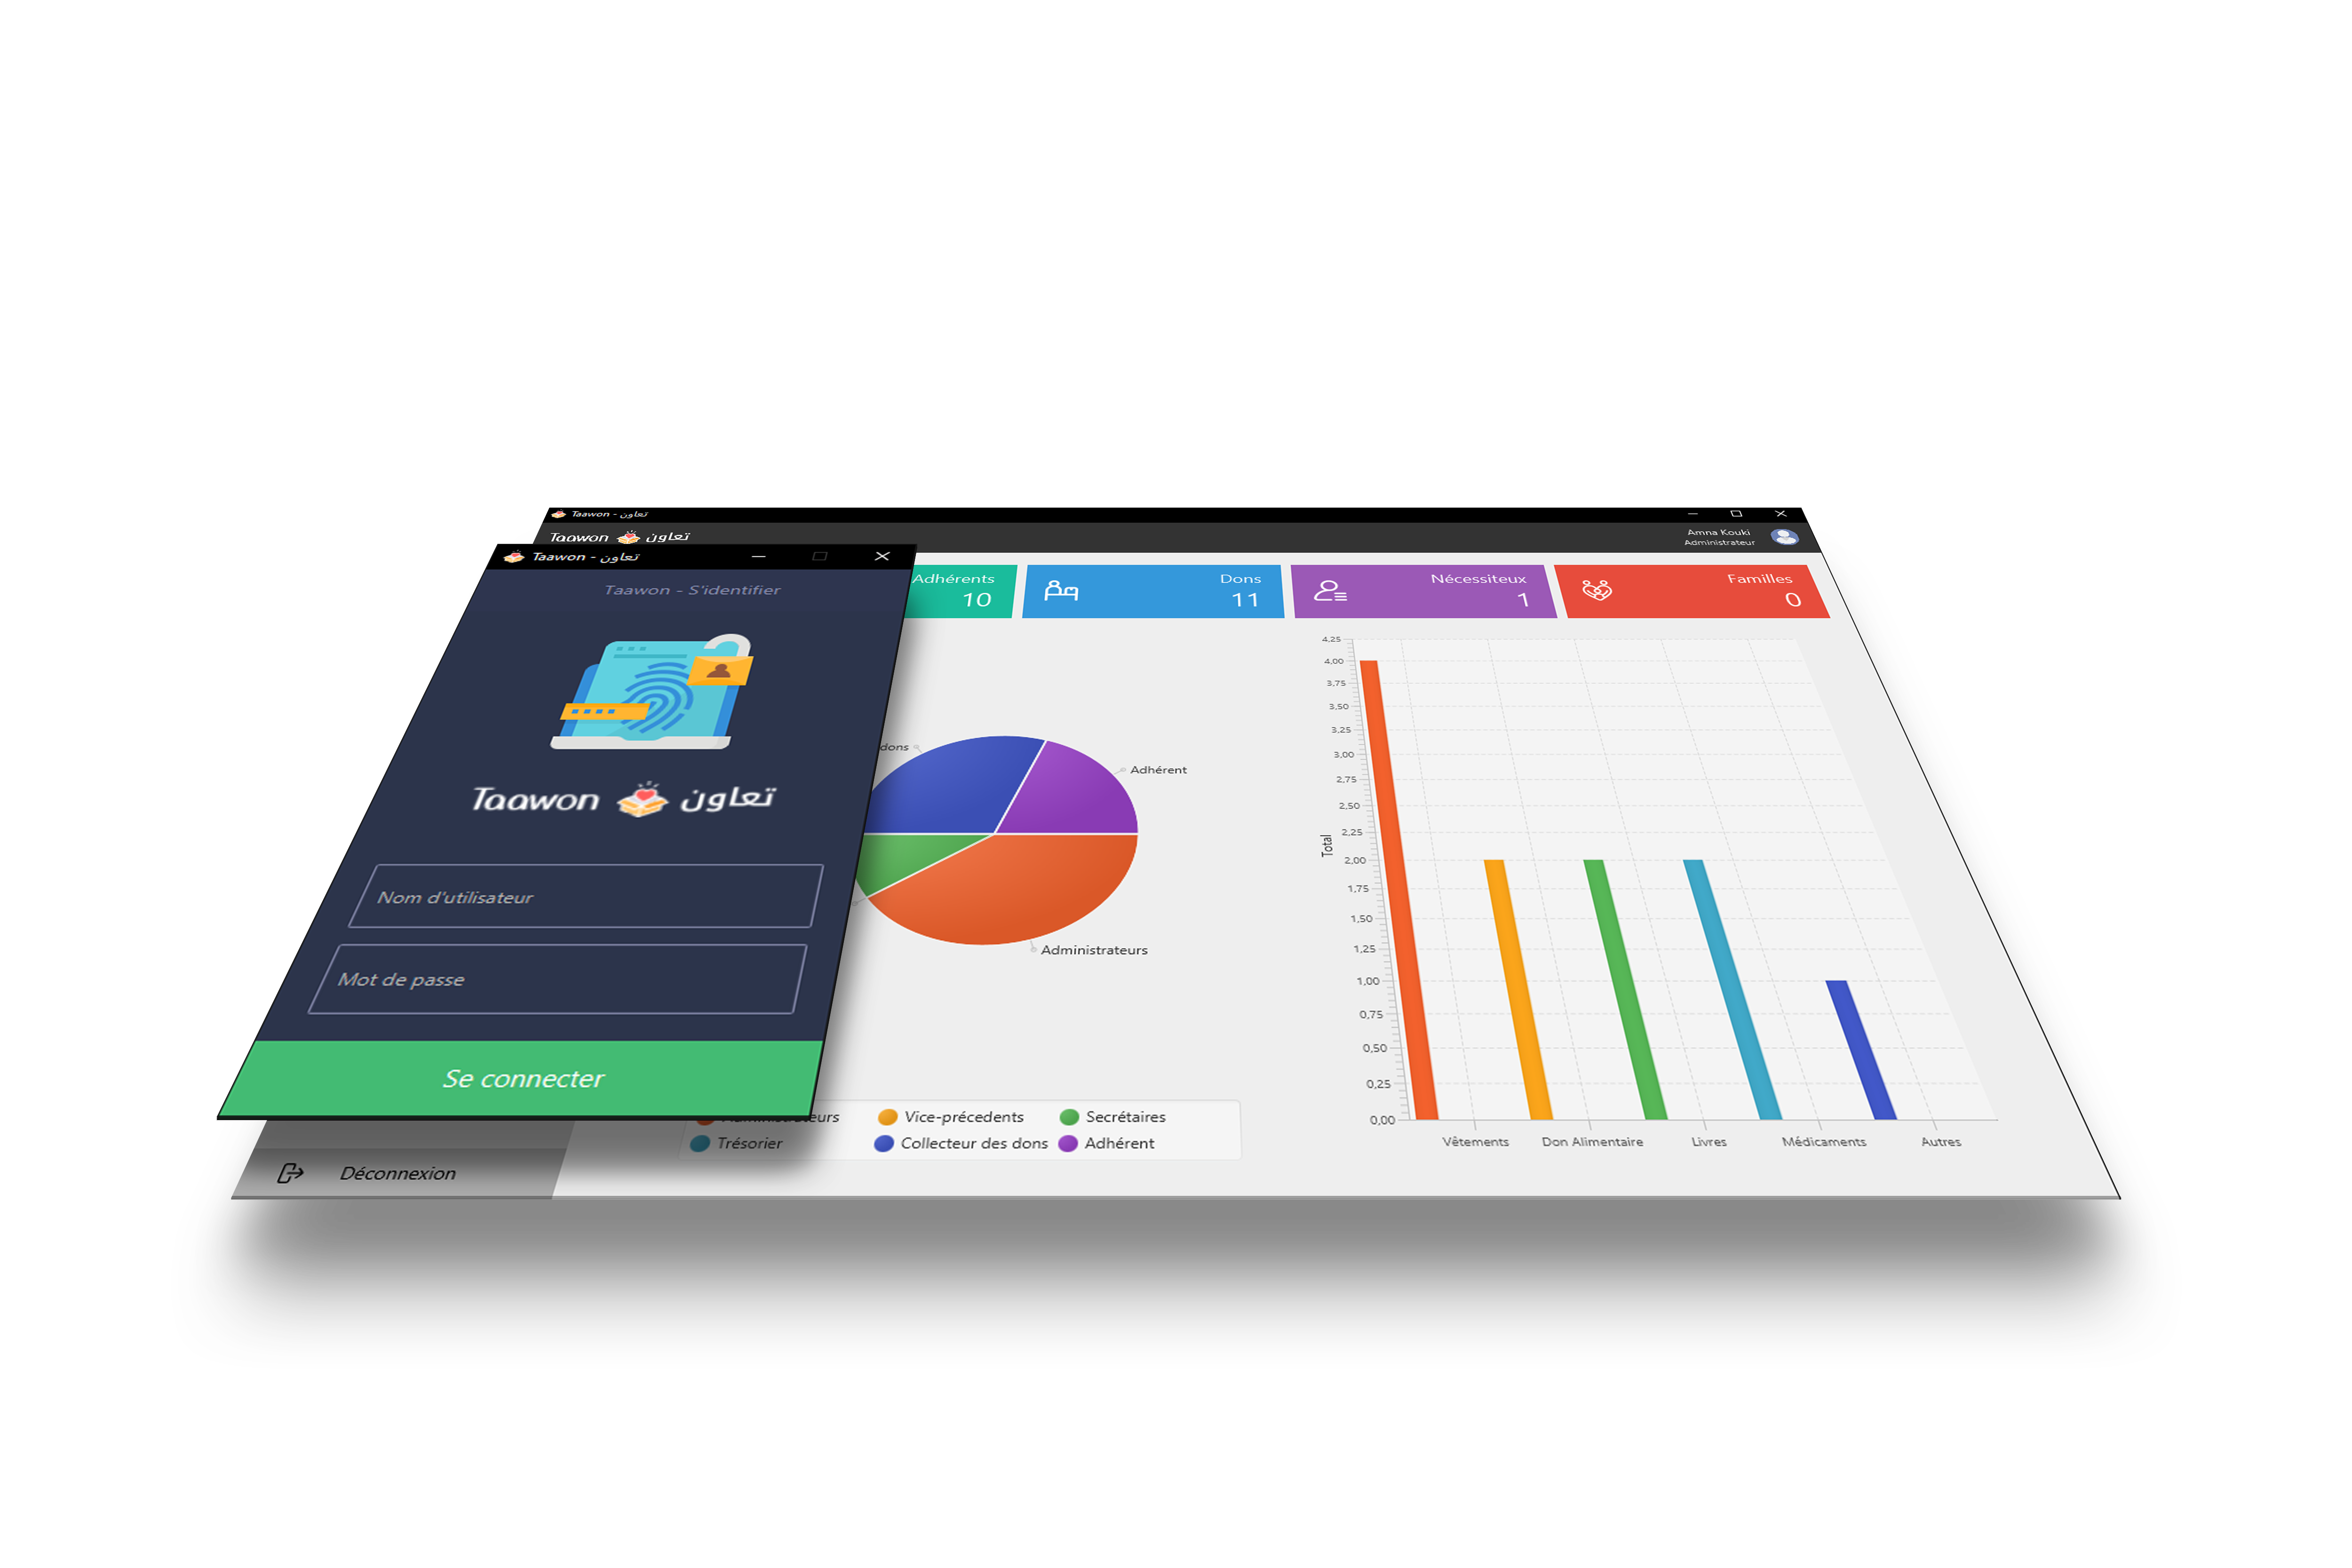 Taawon - تعاون
Taawon تعاون
Amna Kouki
Administrateur
Taawon - تعاون
Taawon - S'identifier
Taawon تعاون
Nom d'utilisateur
Mot de passe
Se connecter
Adhérents
10
Dons
11
Nécessiteux
1
Familles
0
dons
Adhérent
Administrateurs
Administrateurs
Vice-précedents
Secrétaires
Trésorier
Collecteur des dons
Adhérent
Total
4,25
4,00
3,75
3,50
3,25
3,00
2,75
2,50
2,25
2,00
1,75
1,50
1,25
1,00
0,75
0,50
0,25
0,00
Vêtements
Don Alimentaire
Livres
Médicaments
Autres
Déconnexion